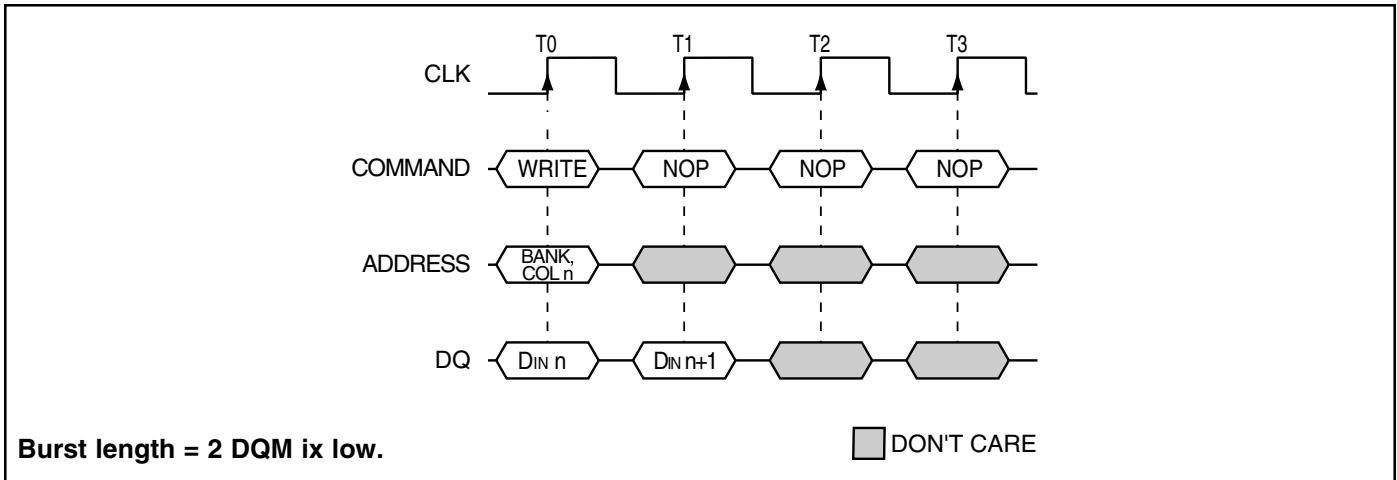 T0 T1 T2 T3
CLK
COMMAND WRITE NOP NOP NOP
ADDRESS BANK,
COL n
DQ DIN n DIN n+1
Burst length = 2 DQM ix low.
DON'T CARE